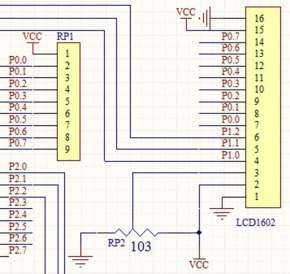 VCC
RP1
1
2
3
4
5
6
7
8
9
P0.0
P0.1
P0.2
P0.3
P0.4
P0.5
P0.6
P0.7
P2.0
P2.1
P2.2
P2.3
P2.4
P2.5
P2.6
P2.7
VCC
P0.7
P0.6
P0.5
P0.4
P0.3
P0.2
P0.1
P0.0
P1.2
P1.1
P1.0
16
15
14
13
12
11
10
9
8
7
6
5
4
3
2
1
LCD1602
RP2
103
VCC